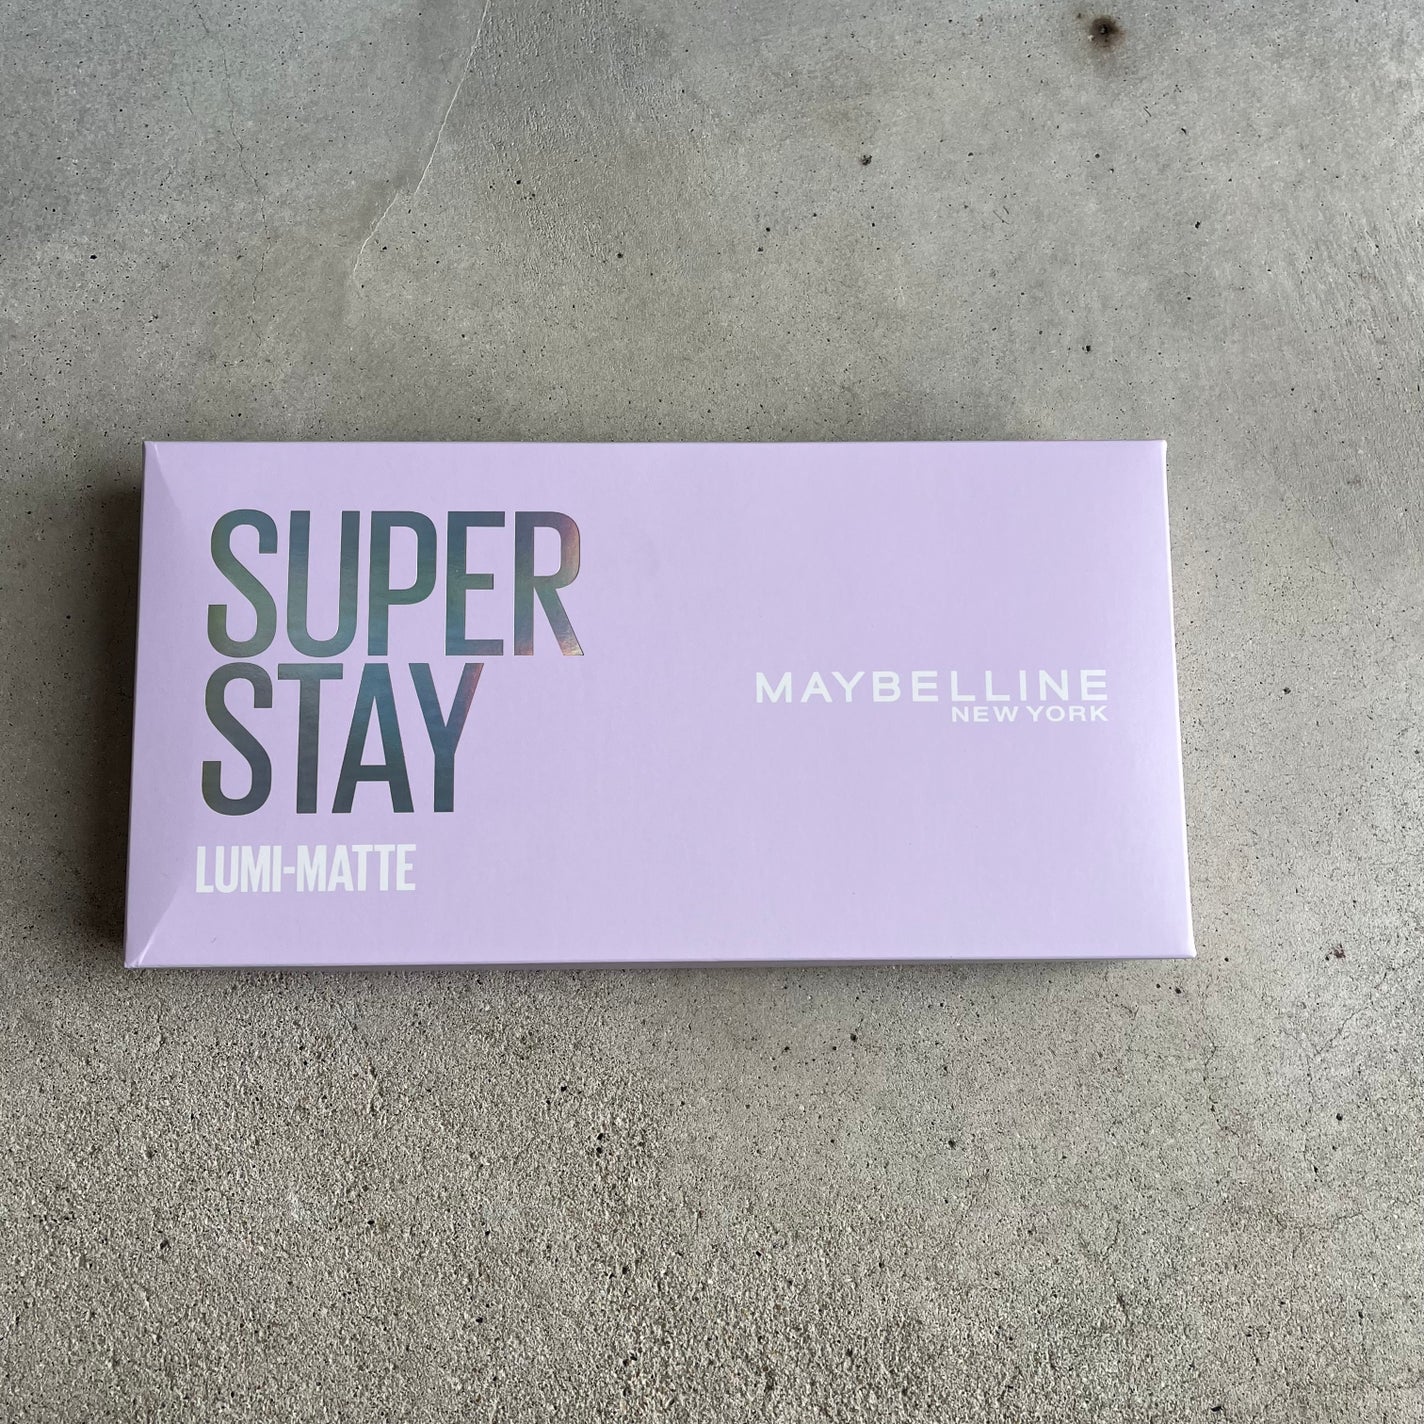 SUPER
STAY
LUMI-MATTE
MAYBELLINE
NEW YORK